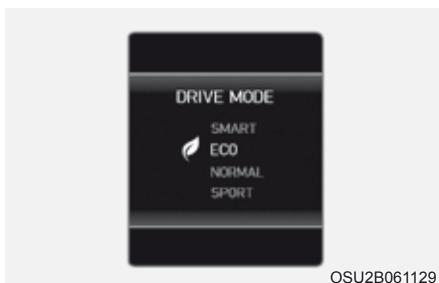 DRIVE MODE
SMART
ECO
NORMAL
SPORT
OSU2B061129